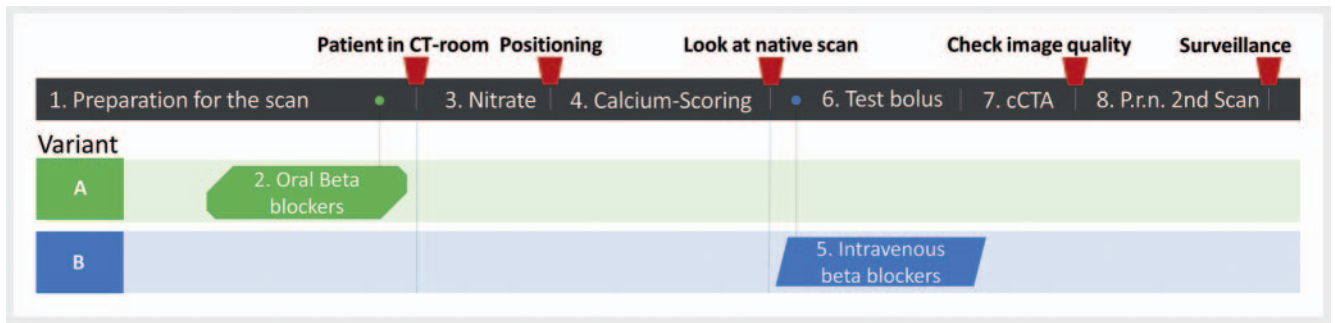 Patient in CT-room Positioning Look at native scan Check image quality Surveillance
1. Preparation for the scan 3. Nitrate 4. Calcium-Scoring 6. Test bolus 7. cCTA 8. P.r.n. 2nd Scan
Variant
A
2. Oral Beta
blockers
B
5. Intravenous
beta blockers